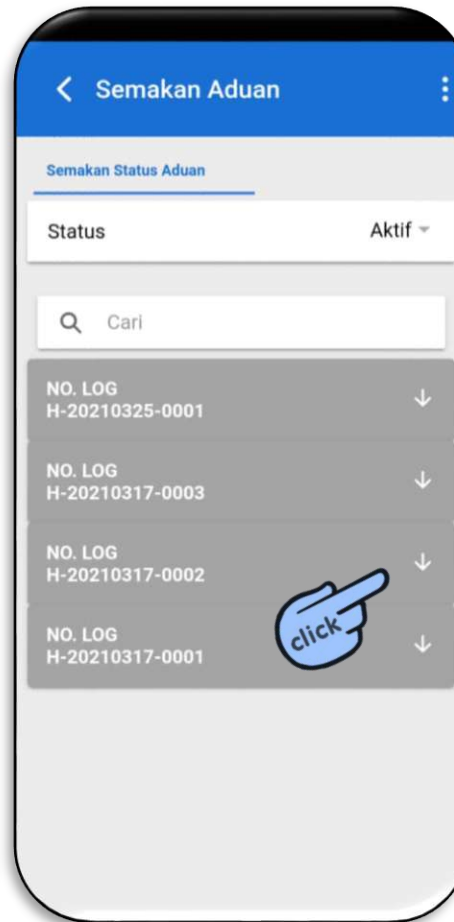 Semakan Aduan
Semakan Status Aduan
Status Aktif
Cari
NO. LOG
H-20210325-0001
NO. LOG
H-20210317-0003
NO. LOG
H-20210317-0002
click
NO. LOG
H-20210317-0001